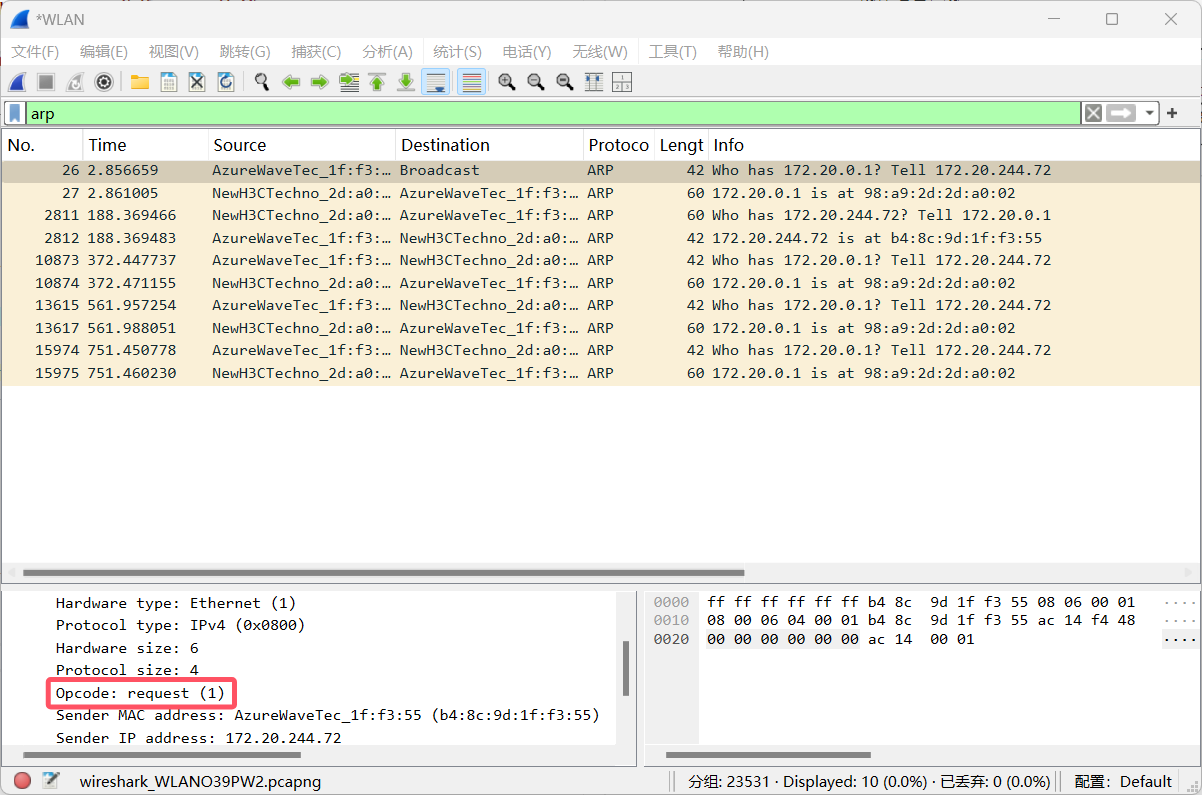 *WLAN
文件(F) 编辑(E) 视图(V) 跳转(G) 捕获(C) 分析(A) 统计(S) 电话(Y) 无线(W) 工具(T) 帮助(H)
arp
No. Time Source Destination Protoco Lengt Info
26 2.856659 AzureWaveTec_1f:f3:… Broadcast ARP 42 Who has 172.20.0.1? Tell 172.20.244.72
27 2.861005 NewH3CTechno_2d:a0:… AzureWaveTec_1f:f3:… ARP 60 172.20.0.1 is at 98:a9:2d:2d:a0:02
2811 188.369466 NewH3CTechno_2d:a0:… AzureWaveTec_1f:f3:… ARP 60 Who has 172.20.244.72? Tell 172.20.0.1
2812 188.369483 AzureWaveTec_1f:f3:… NewH3CTechno_2d:a0:… ARP 42 172.20.244.72 is at b4:8c:9d:1f:f3:55
10873 372.447737 AzureWaveTec_1f:f3:… NewH3CTechno_2d:a0:… ARP 42 Who has 172.20.0.1? Tell 172.20.244.72
10874 372.471155 NewH3CTechno_2d:a0:… AzureWaveTec_1f:f3:… ARP 60 172.20.0.1 is at 98:a9:2d:2d:a0:02
13615 561.957254 AzureWaveTec_1f:f3:… NewH3CTechno_2d:a0:… ARP 42 Who has 172.20.0.1? Tell 172.20.244.72
13617 561.988051 NewH3CTechno_2d:a0:… AzureWaveTec_1f:f3:… ARP 60 172.20.0.1 is at 98:a9:2d:2d:a0:02
15974 751.450778 AzureWaveTec_1f:f3:… NewH3CTechno_2d:a0:… ARP 42 Who has 172.20.0.1? Tell 172.20.244.72
15975 751.460230 NewH3CTechno_2d:a0:… AzureWaveTec_1f:f3:… ARP 60 172.20.0.1 is at 98:a9:2d:2d:a0:02
Hardware type: Ethernet (1)
Protocol type: IPv4 (0x0800)
Hardware size: 6
Protocol size: 4
Opcode: request (1)
Sender MAC address: AzureWaveTec_1f:f3:55 (b4:8c:9d:1f:f3:55)
Sender IP address: 172.20.244.72
0000 ff ff ff ff ff ff b4 8c 9d 1f f3 55 08 06 00 01 ····
0010 08 00 06 04 00 01 b4 8c 9d 1f f3 55 ac 14 f4 48 ····
0020 00 00 00 00 00 00 ac 14 00 01 ····
wireshark_WLANO39PW2.pcapng 分组: 23531 · Displayed: 10 (0.0%) · 已丢弃: 0 (0.0%) 配置: Default